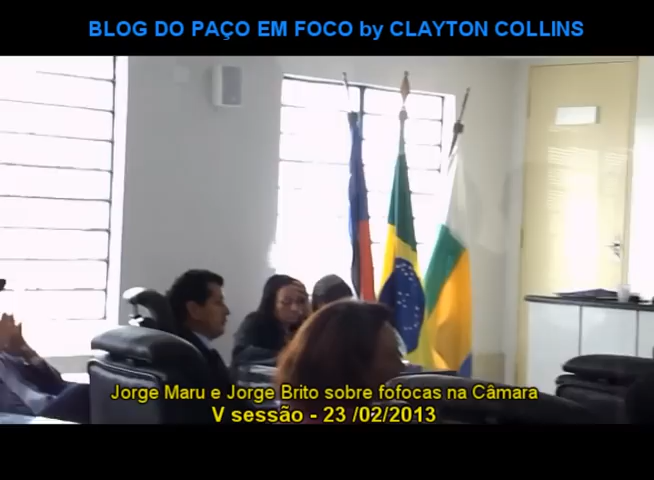 BLOG DO PAÇO EM FOCO by CLAYTON COLLINS
Jorge Maru e Jorge Brito sobre fofocas na Câmara
V sessão - 23 /02/2013